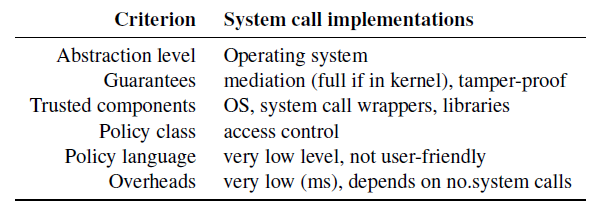 Criterion System call implementations
Abstraction level Operating system
Guarantees mediation (full if in kernel), tamper-proof
Trusted components OS, system call wrappers, libraries
Policy class access control
Policy language very low level, not user-friendly
Overheads very low (ms), depends on no.system calls